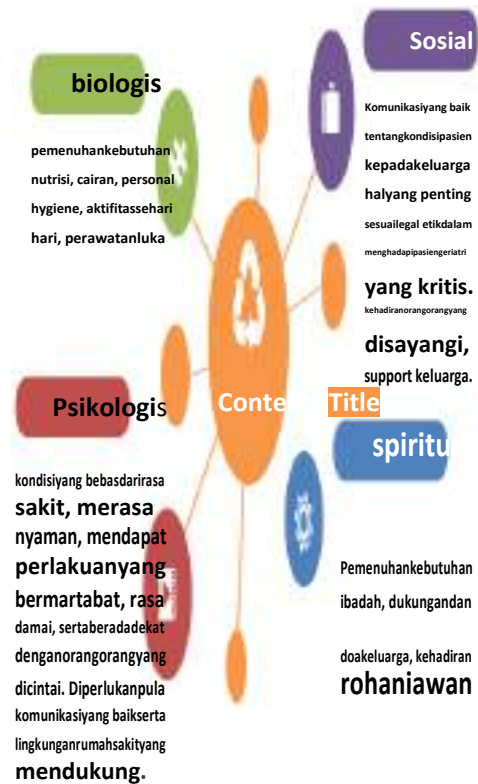 biologis
pemenuhankebutuhan
nutrisi, cairan, personal
hygiene, aktifitassehari
hari, perawatanluka
Sosial
Komunikasiyang baik
tentangkondisipasien
kepadakeluarga
halyang penting
sesuailegal etikdalam
menghadapipasiengeriatri
yang kritis.
kehadiranorangorangyang
disayangi,
support keluarga.
Conte Title
Psikologis
kondisiyang bebasdarirasa
sakit, merasa
nyaman, mendapat
perlakuanyang
bermartabat, rasa
damai, sertaberadadekat
denganorangorangyang
dicintai. Diperlukanpula
komunikasiyang baikserta
lingkunganrumahsakityang
mendukung.
spiritu
Pemenuhankebutuhan
ibadah, dukungandan
doakeluarga, kehadiran
rohaniawan